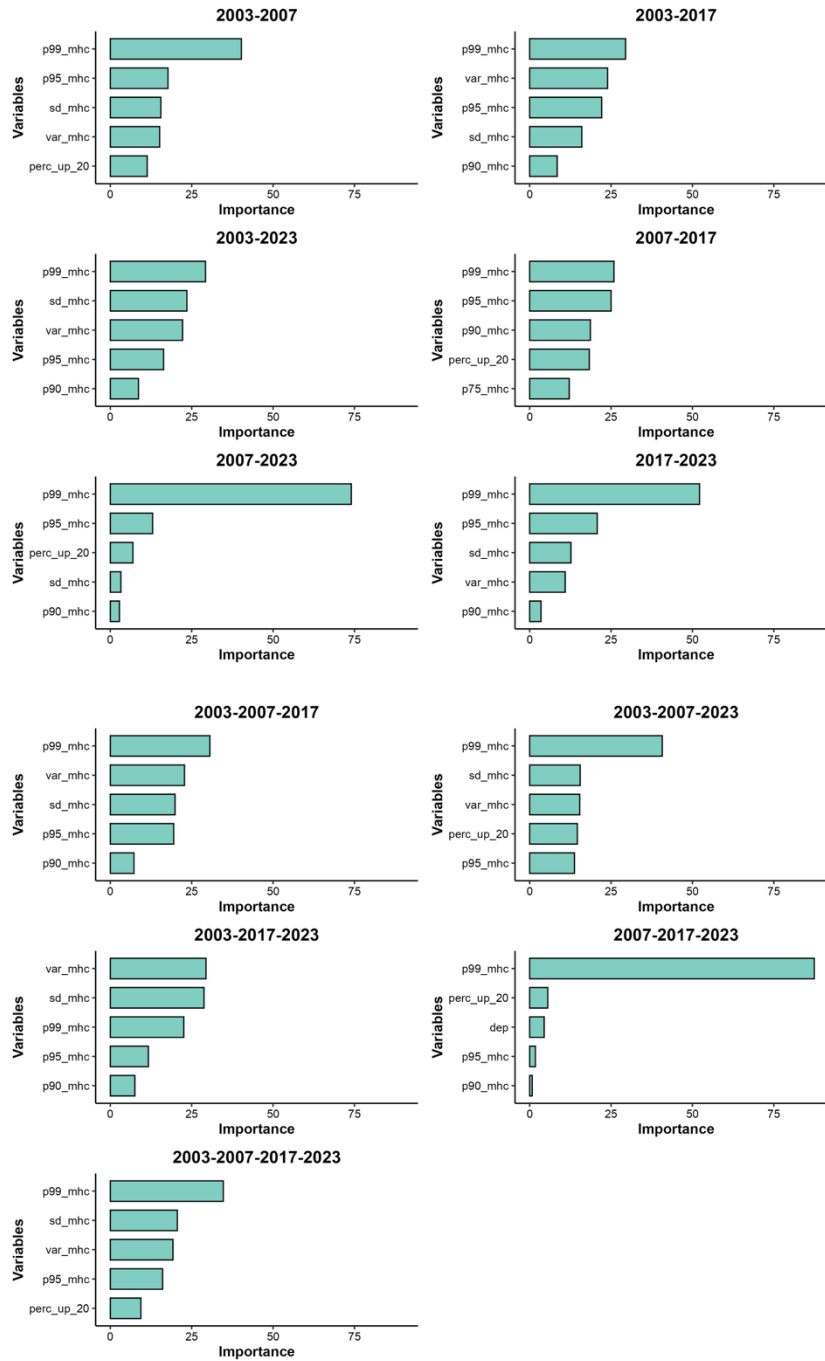 2003-2007
Variables
p99_mhc
p95_mhc
sd_mhc
var_mhc
perc_up_20
0 25 50 75
Importance
2003-2017
Variables
p99_mhc
var_mhc
p95_mhc
sd_mhc
p90_mhc
0 25 50 75
Importance
2003-2023
Variables
p99_mhc
sd_mhc
var_mhc
p95_mhc
p90_mhc
0 25 50 75
Importance
2007-2017
Variables
p99_mhc
p95_mhc
p90_mhc
perc_up_20
p75_mhc
0 25 50 75
Importance
2007-2023
Variables
p99_mhc
p95_mhc
perc_up_20
sd_mhc
p90_mhc
0 25 50 75
Importance
2017-2023
Variables
p99_mhc
p95_mhc
sd_mhc
var_mhc
p90_mhc
0 25 50 75
Importance
2003-2007-2017
Variables
p99_mhc
var_mhc
sd_mhc
p95_mhc
p90_mhc
0 25 50 75
Importance
2003-2007-2023
Variables
p99_mhc
sd_mhc
var_mhc
perc_up_20
p95_mhc
0 25 50 75
Importance
2003-2017-2023
Variables
var_mhc
sd_mhc
p99_mhc
p95_mhc
p90_mhc
0 25 50 75
Importance
2007-2017-2023
Variables
p99_mhc
perc_up_20
dep
p95_mhc
p90_mhc
0 25 50 75
Importance
2003-2007-2017-2023
Variables
p99_mhc
sd_mhc
var_mhc
p95_mhc
perc_up_20
0 25 50 75
Importance